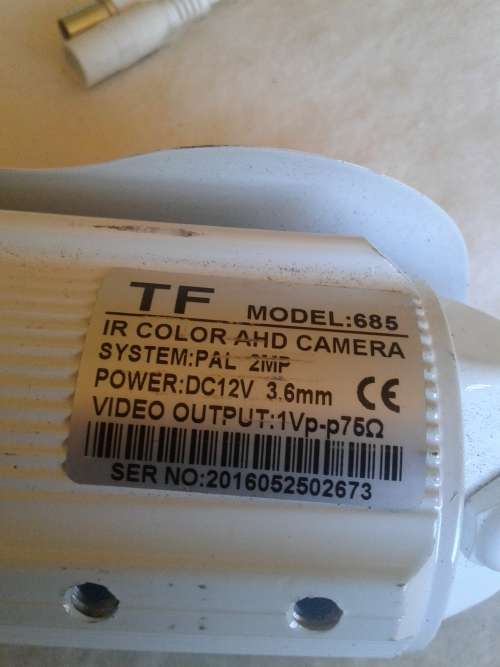 TF MODEL:685
IR COLOR AHD CAMERA
SYSTEM:PAL 2MP
POWER:DC12V 3.6mm CE
VIDEO OUTPUT:1Vp-p75Ω
SER NO:2016052502673